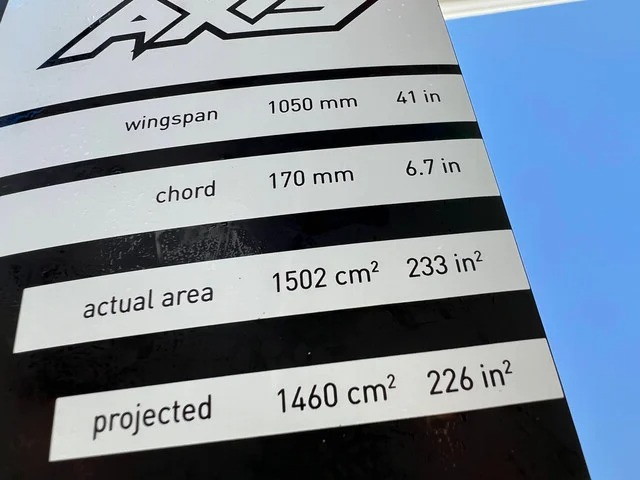 AXIS
wingspan 1050 mm 41 in
chord 170 mm 6.7 in
actual area 1502 cm² 233 in²
projected 1460 cm² 226 in²